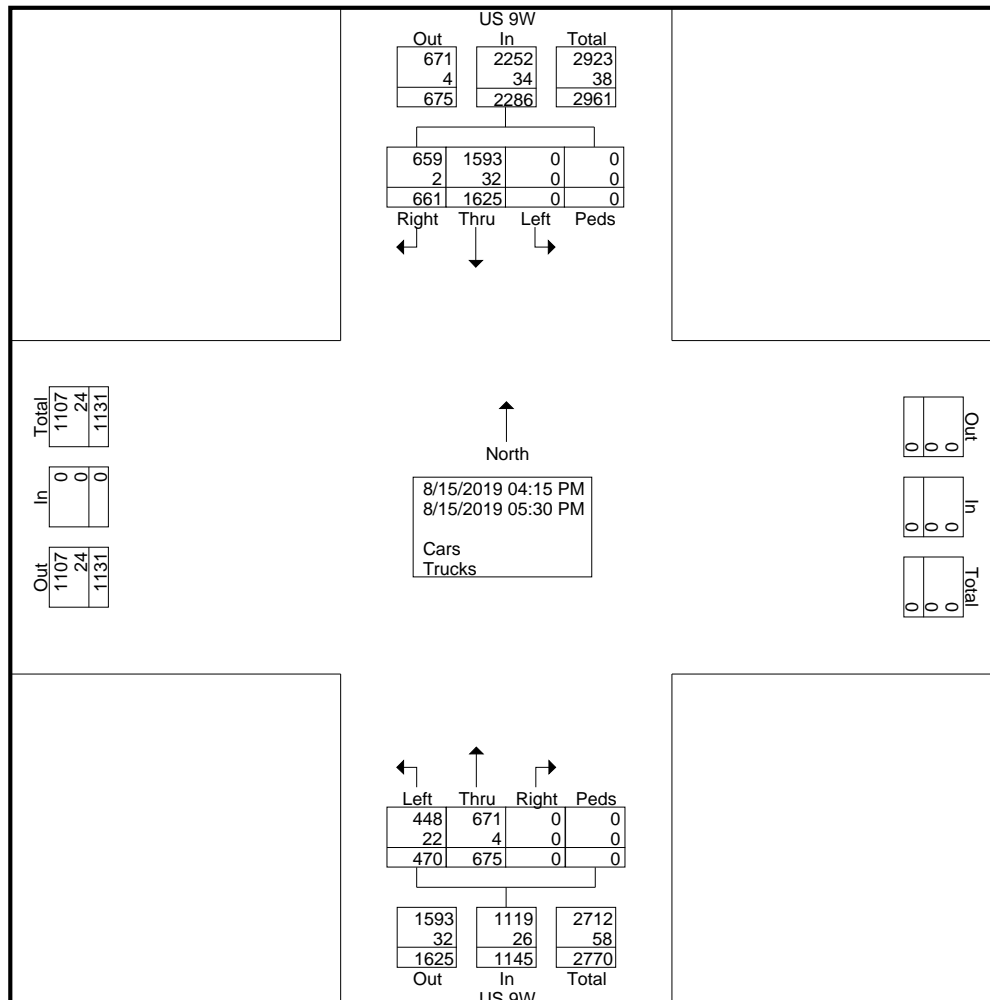 US 9W
Out In Total
671 2252 2923
4 34 38
675 2286 2961
659 1593 0 0
2 32 0 0
661 1625 0 0
Right Thru Left Peds
Total
1107
24
1131
In
0
0
0
Out
1107
24
1131
Out
0
0
0
In
0
0
0
Total
0
0
0
North
8/15/2019 04:15 PM
8/15/2019 05:30 PM
Cars
Trucks
Left Thru Right Peds
448 671 0 0
22 4 0 0
470 675 0 0
1593 1119 2712
32 26 58
1625 1145 2770
Out In Total
US 9W